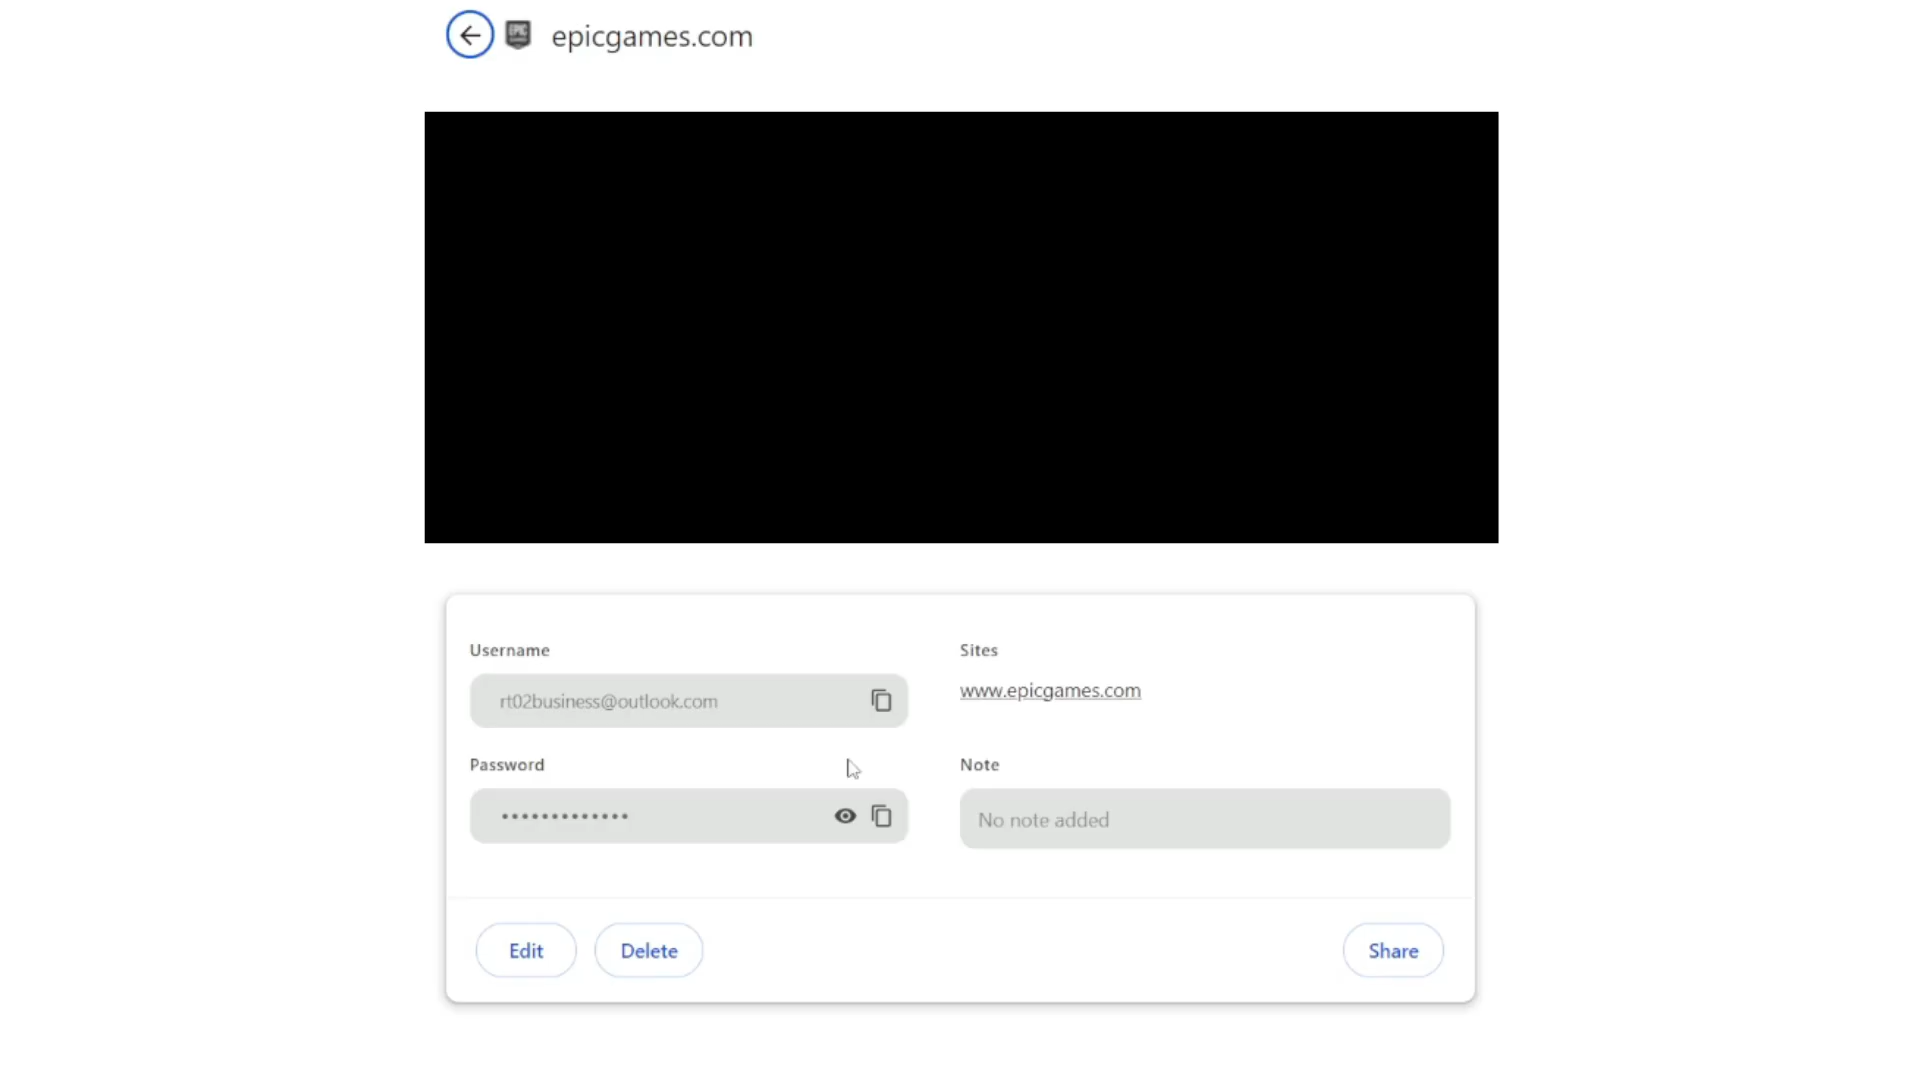 epicgames.com
Username
rt02business@outlook.com
Sites
www.epicgames.com
Password
•••••••••••••
Note
No note added
Edit
Delete
Share